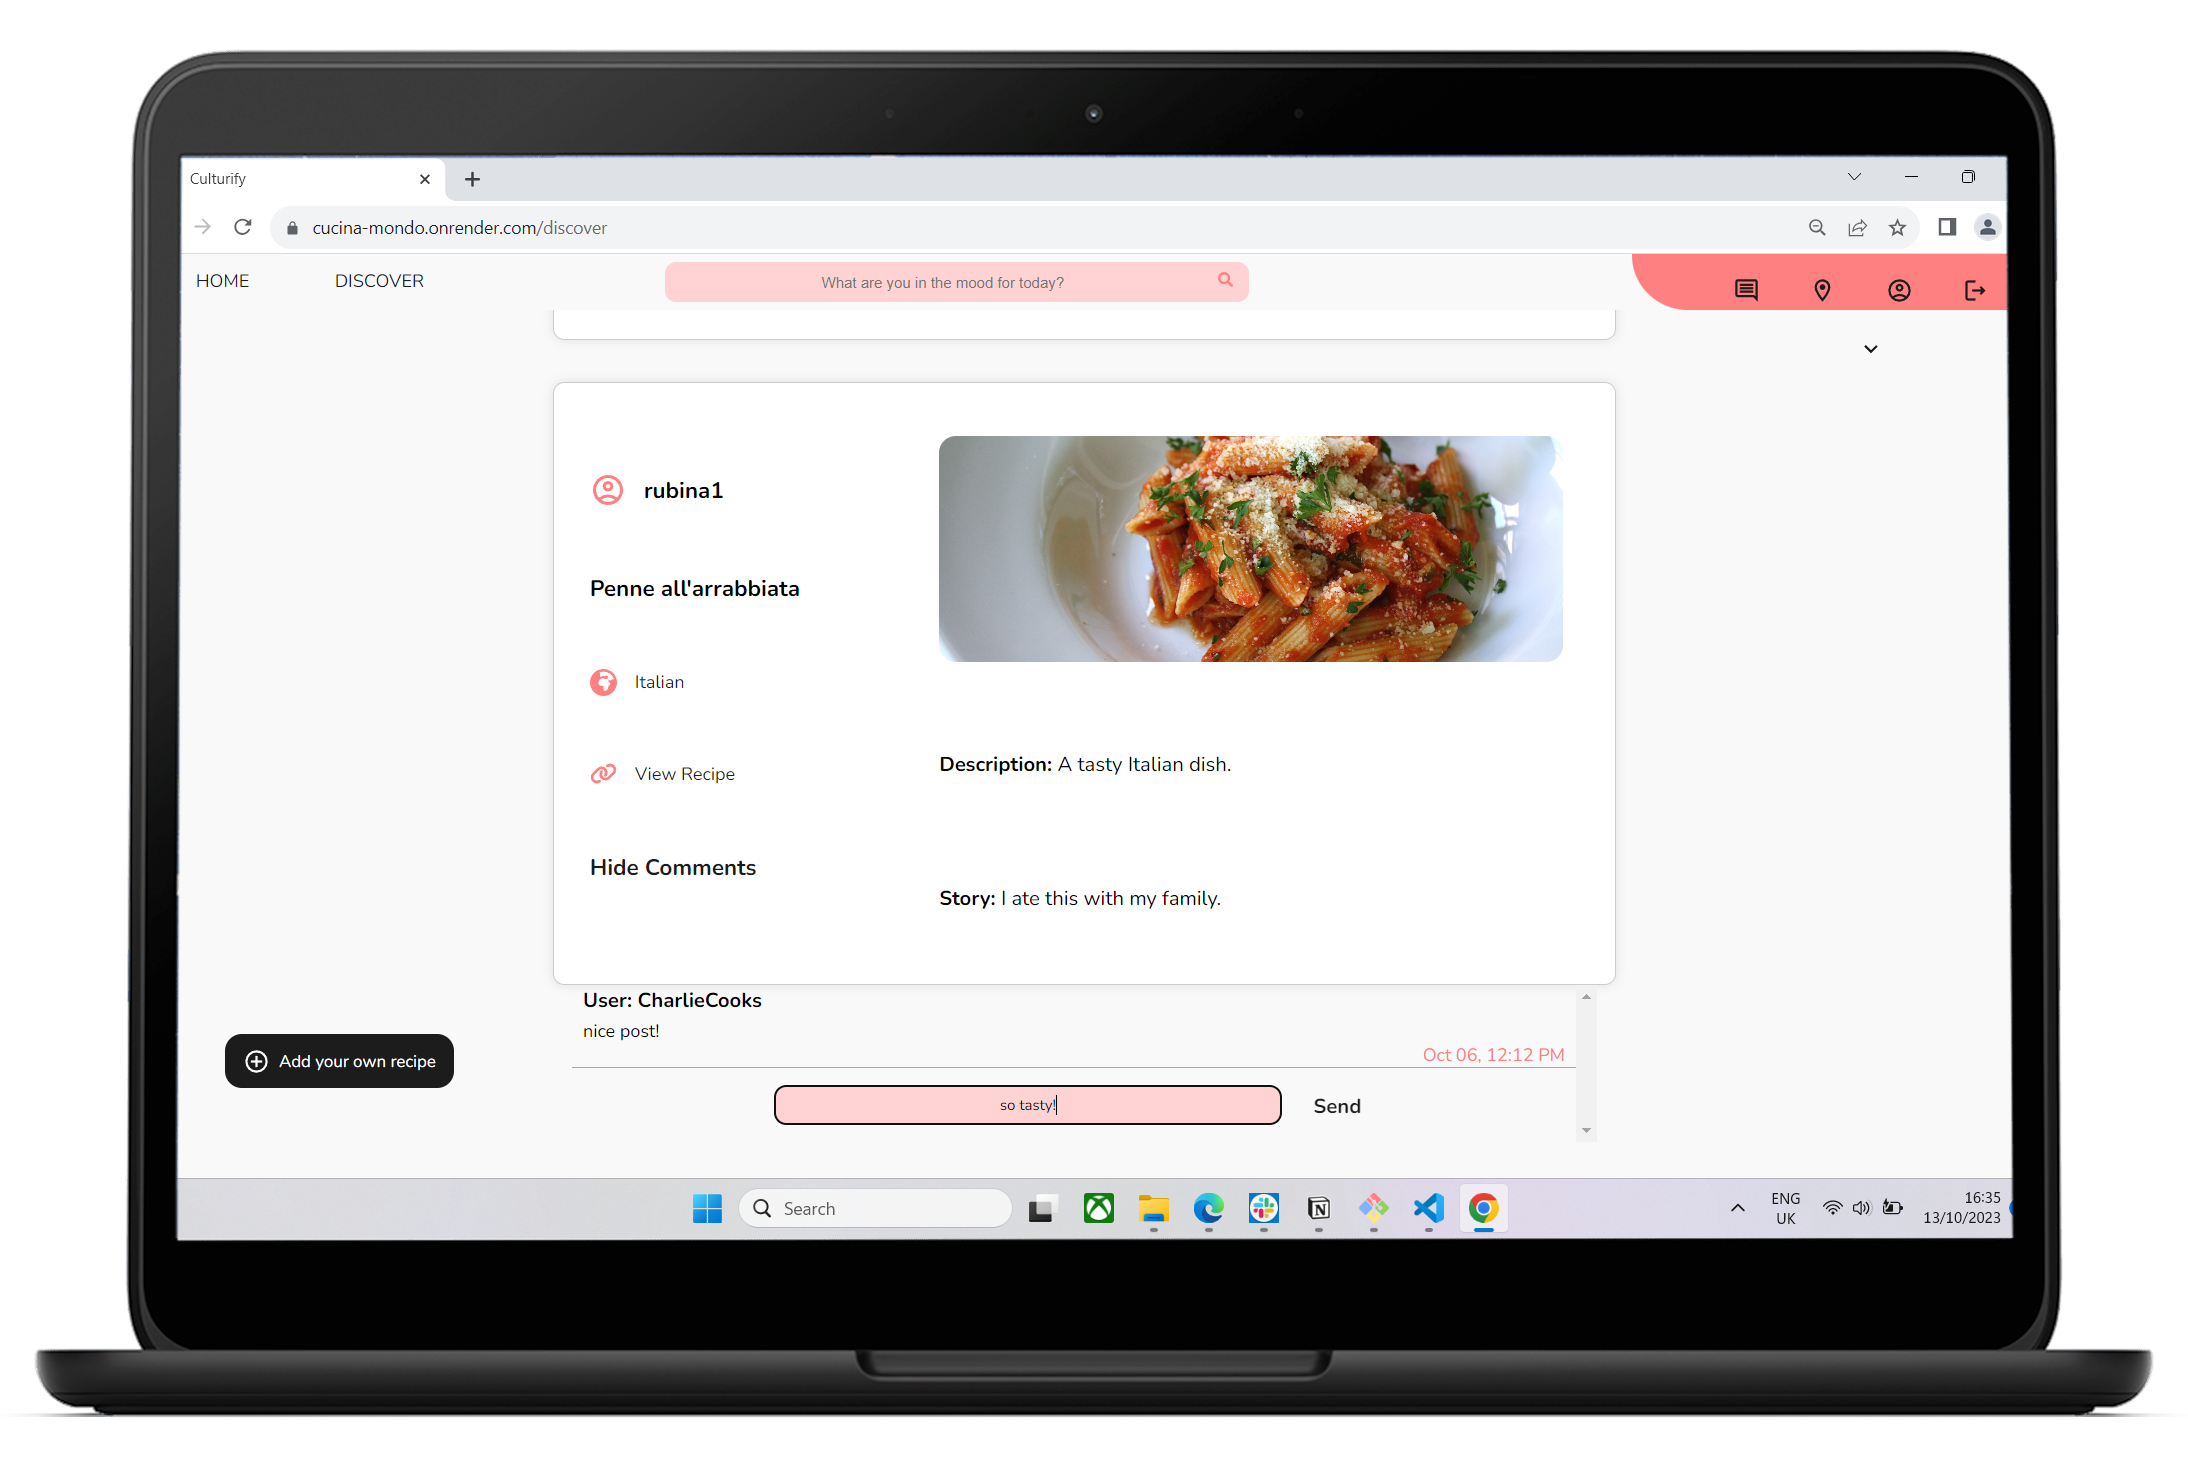 Culturify
cucina-mondo.onrender.com/discover
HOME
DISCOVER
What are you in the mood for today?
rubina1
Penne all'arrabbiata
Italian
View Recipe
Hide Comments
Description: A tasty Italian dish.
Story: I ate this with my family.
User: CharlieCooks
nice post!
Oct 06, 12:12 PM
Add your own recipe
so tasty!
Send
Search
ENG
UK
16:35
13/10/2023